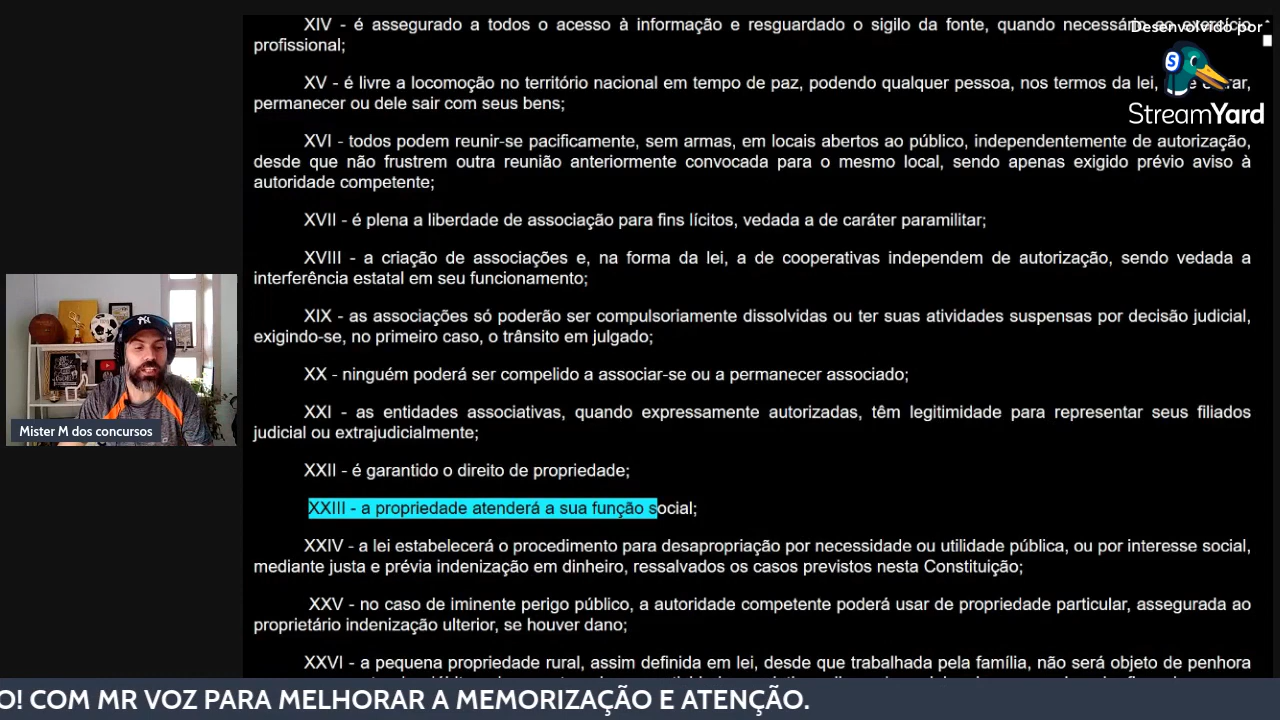 XIV - é assegurado a todos o acesso à informação e resguardado o sigilo da fonte, quando necessário ao exercício
profissional;
Desenvolvido por
StreamYard
XV - é livre a locomoção no território nacional em tempo de paz, podendo qualquer pessoa, nos termos da lei,
permanecer ou dele sair com seus bens;
XVI - todos podem reunir-se pacificamente, sem armas, em locais abertos ao público, independentemente de autorização,
desde que não frustrem outra reunião anteriormente convocada para o mesmo local, sendo apenas exigido prévio aviso à
autoridade competente;
XVII - é plena a liberdade de associação para fins lícitos, vedada a de caráter paramilitar;
XVIII - a criação de associações e, na forma da lei, a de cooperativas independem de autorização, sendo vedada a
interferência estatal em seu funcionamento;
XIX - as associações só poderão ser compulsoriamente dissolvidas ou ter suas atividades suspensas por decisão judicial,
exigindo-se, no primeiro caso, o trânsito em julgado;
XX - ninguém poderá ser compelido a associar-se ou a permanecer associado;
XXI - as entidades associativas, quando expressamente autorizadas, têm legitimidade para representar seus filiados
judicial ou extrajudicialmente;
XXII - é garantido o direito de propriedade;
XXIII - a propriedade atenderá a sua função social;
XXIV - a lei estabelecerá o procedimento para desapropriação por necessidade ou utilidade pública, ou por interesse social,
mediante justa e prévia indenização em dinheiro, ressalvados os casos previstos nesta Constituição;
XXV - no caso de iminente perigo público, a autoridade competente poderá usar de propriedade particular, assegurada ao
proprietário indenização ulterior, se houver dano;
XXVI - a pequena propriedade rural, assim definida em lei, desde que trabalhada pela família, não será objeto de penhora
Mister M dos concursos
O! COM MR VOZ PARA MELHORAR A MEMORIZAÇÃO E ATENÇÃO.